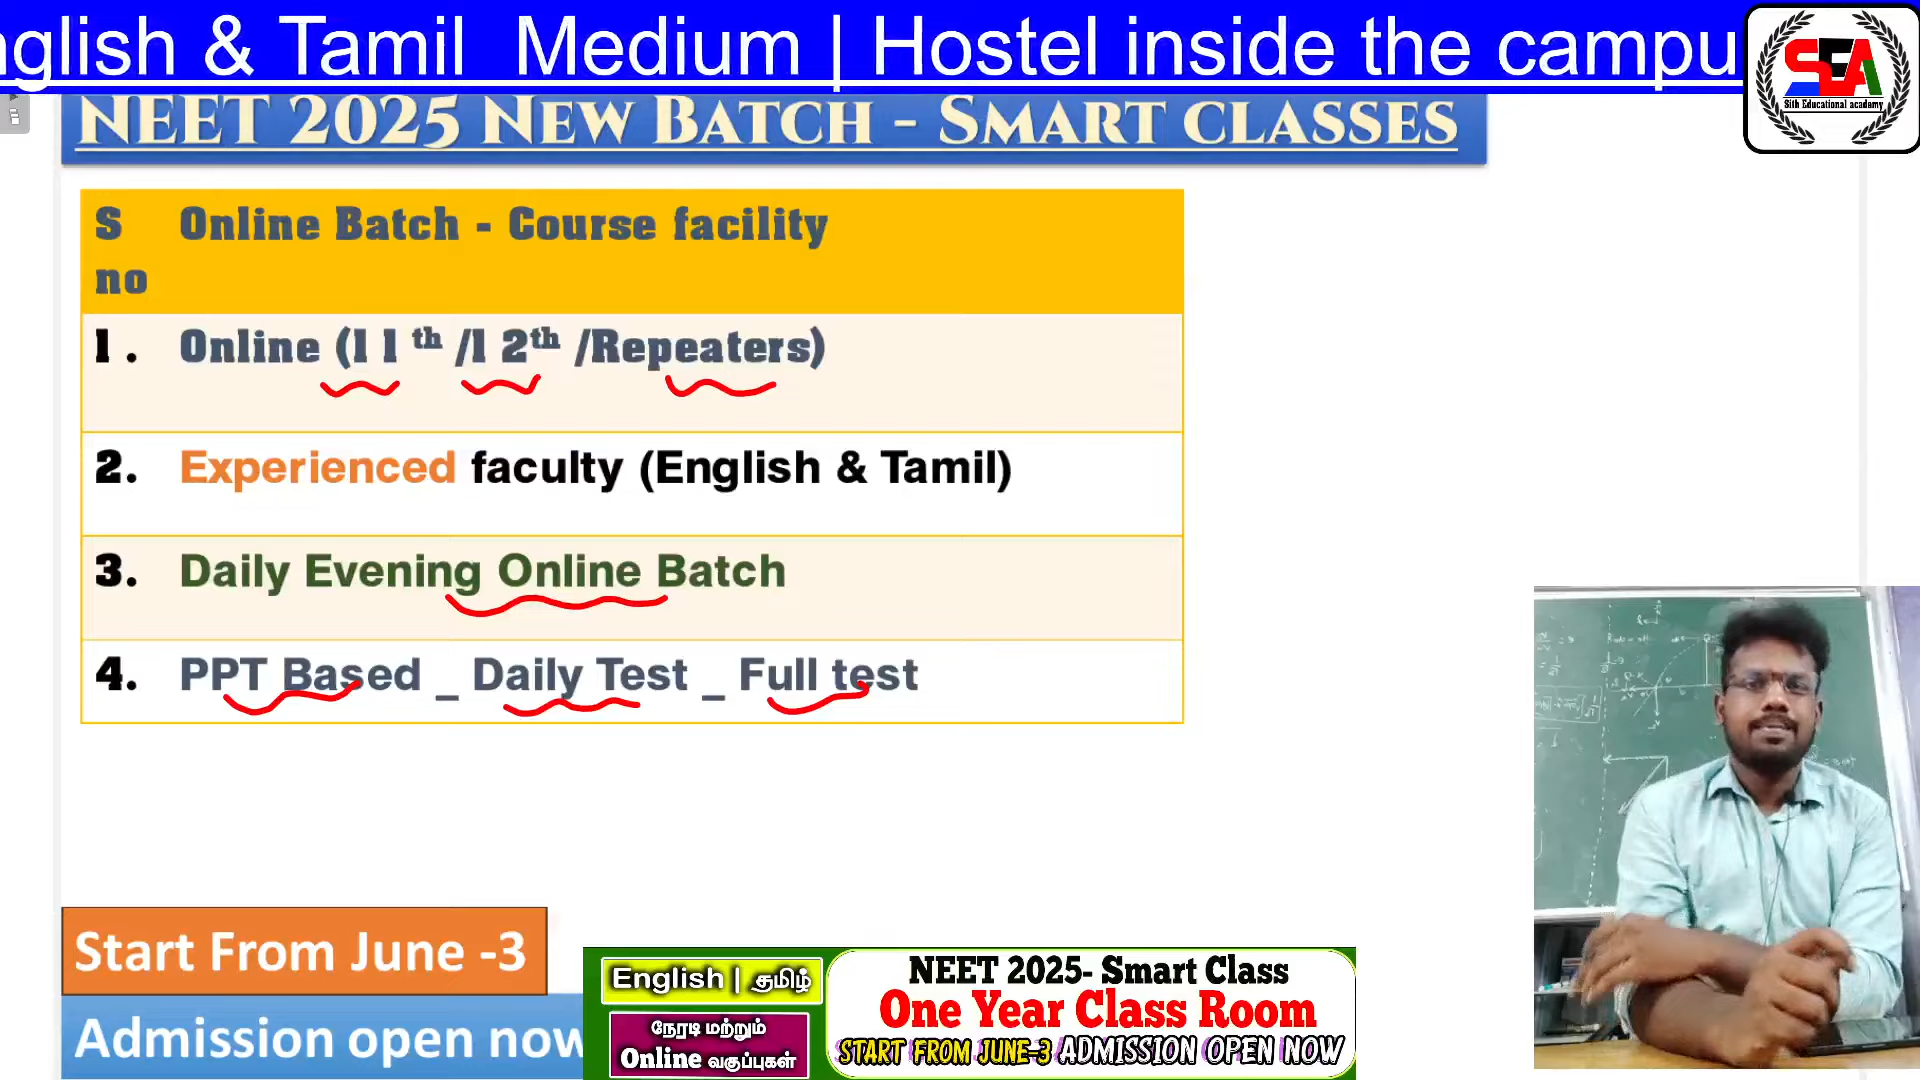 nglish & Tamil Medium | Hostel inside the campu
SEA
Sith Educational academy
NEET 2025 New Batch - Smart classes
S no Online Batch - Course facility
1. Online (11th /12th /Repeaters)
2. Experienced faculty (English & Tamil)
3. Daily Evening Online Batch
4. PPT Based _ Daily Test _ Full test
Start From June -3
Admission open now
English | தமிழ்
நேரடி மற்றும்
Online வகுப்புகள்
NEET 2025- Smart Class
One Year Class Room
START FROM JUNE-3 ADMISSION OPEN NOW